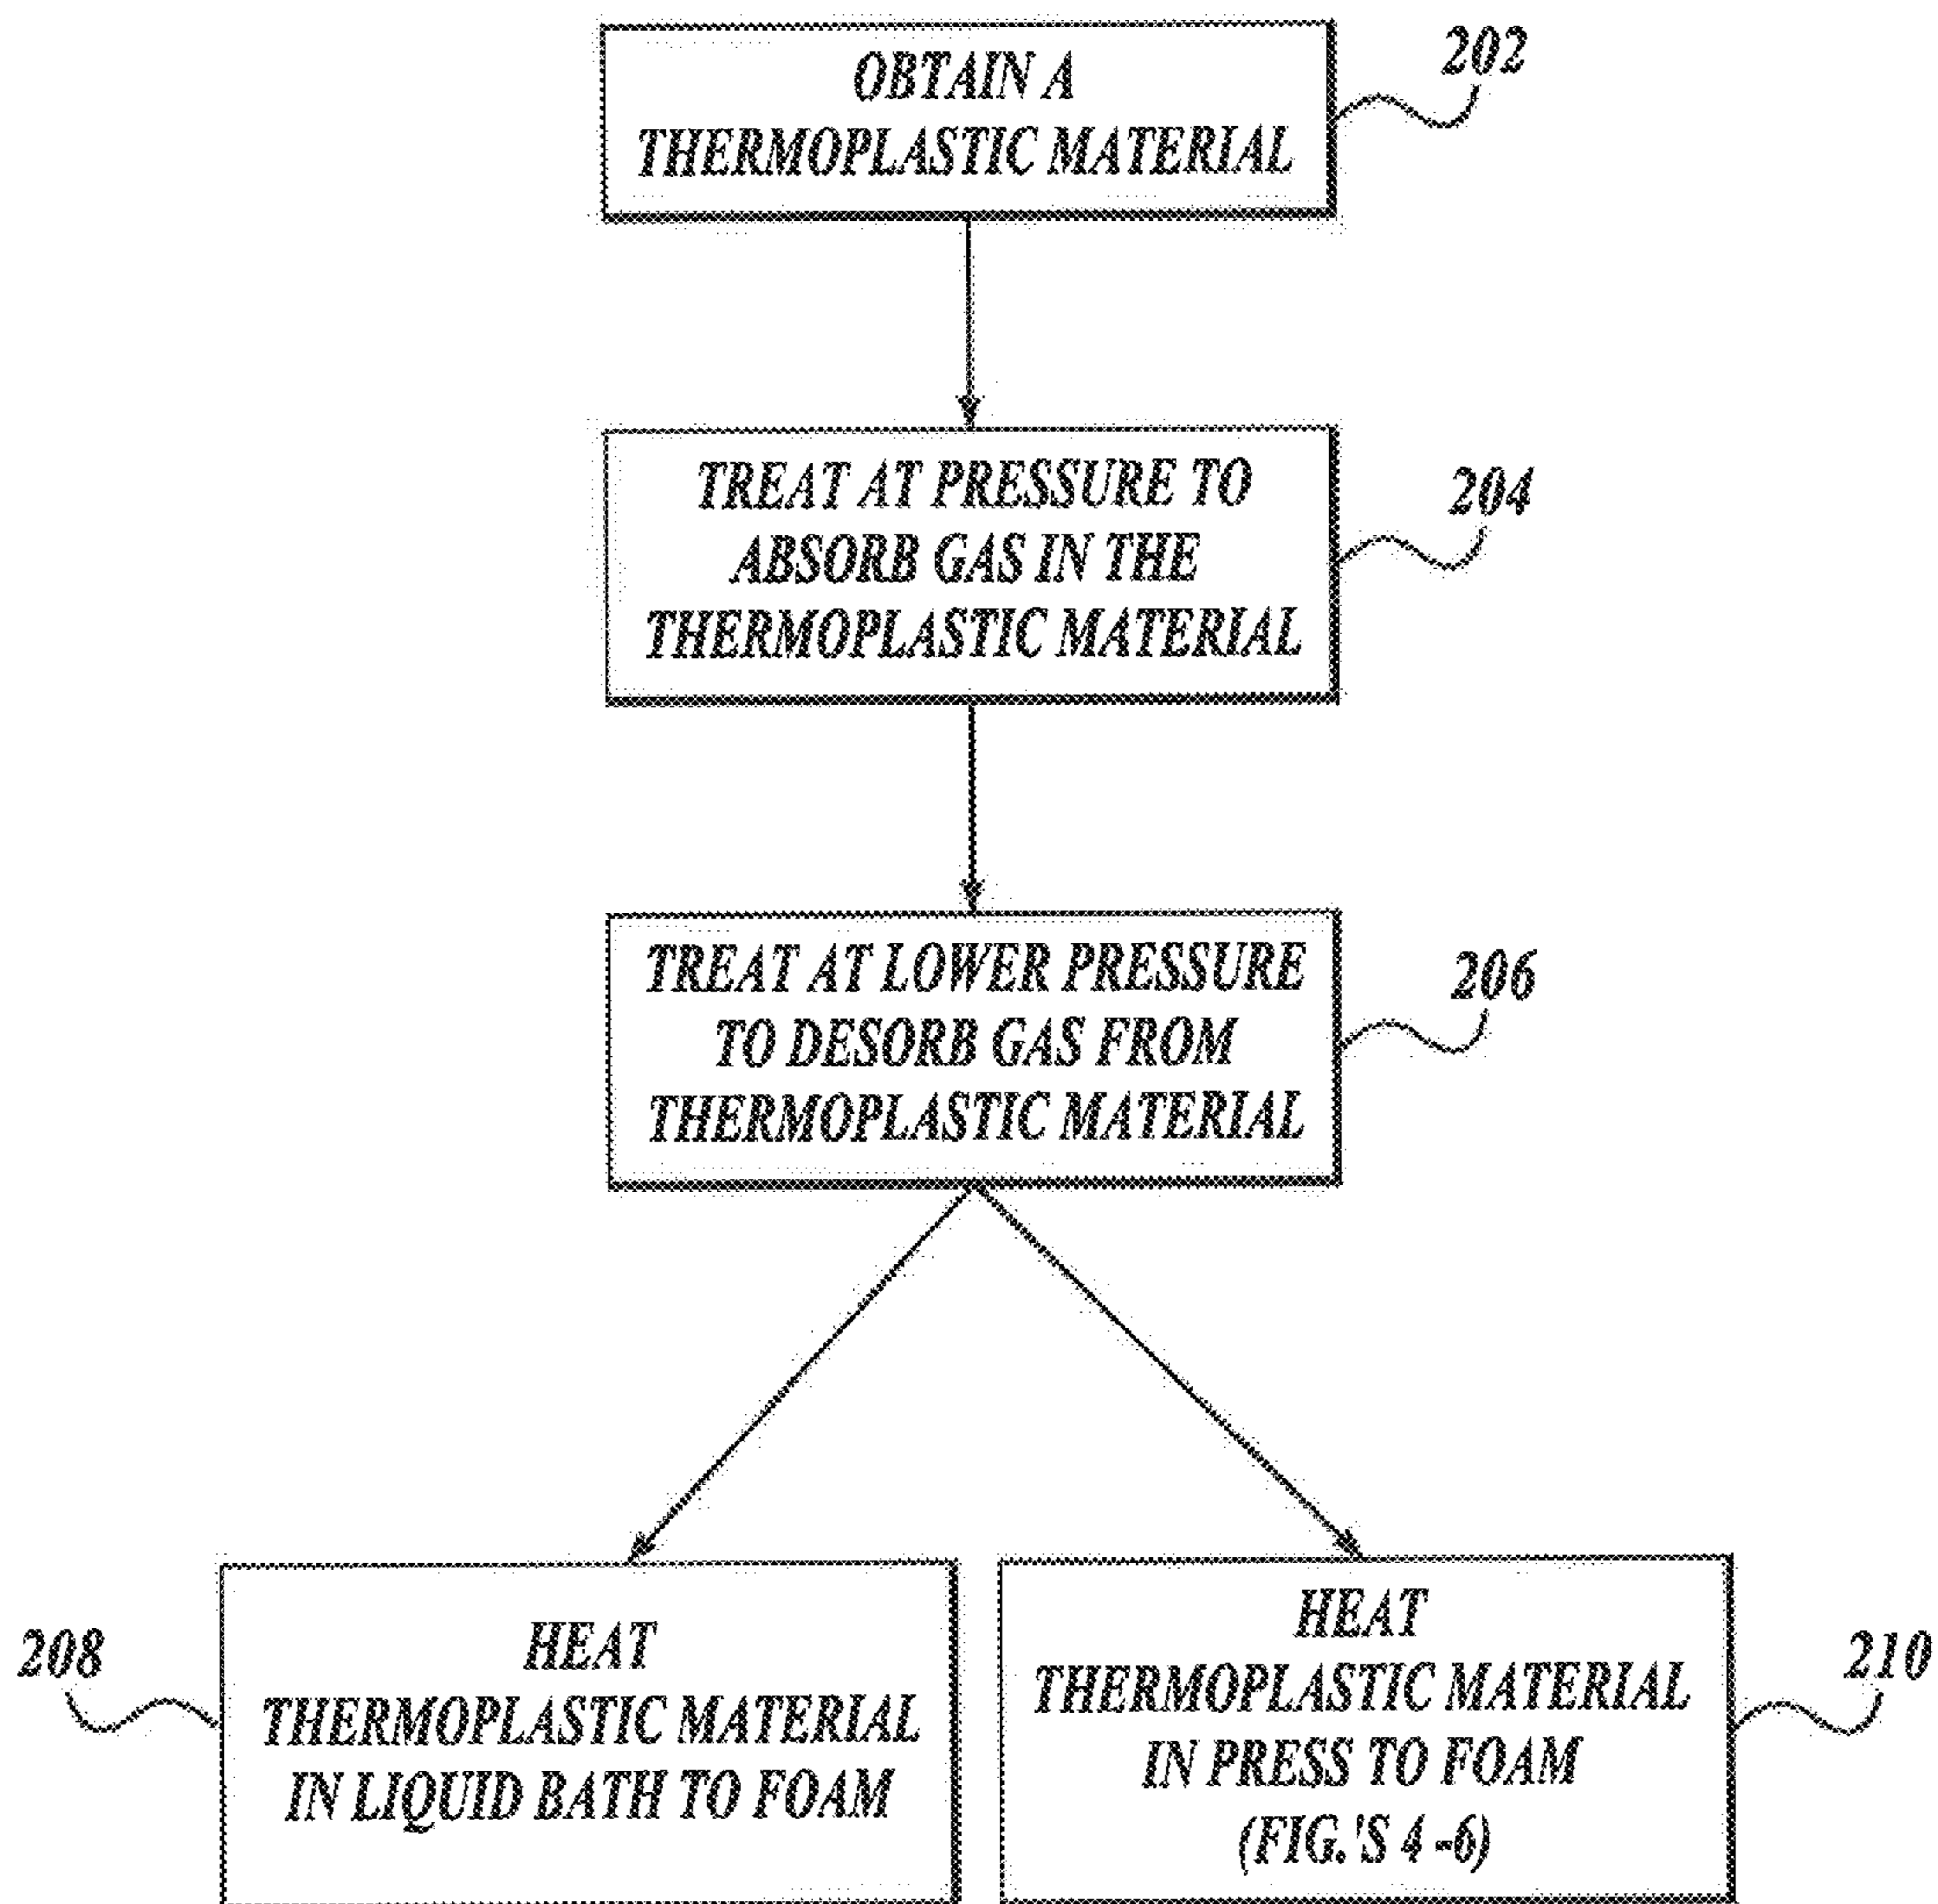 OBTAIN A
THERMOPLASTIC MATERIAL
202
TREAT AT PRESSURE TO
ABSORB GAS IN THE
THERMOPLASTIC MATERIAL
204
TREAT AT LOWER PRESSURE
TO DESORB GAS FROM
THERMOPLASTIC MATERIAL
206
208
HEAT
THERMOPLASTIC MATERIAL
IN LIQUID BATH TO FOAM
HEAT
THERMOPLASTIC MATERIAL
IN PRESS TO FOAM
(FIG.'S 4 -6)
210